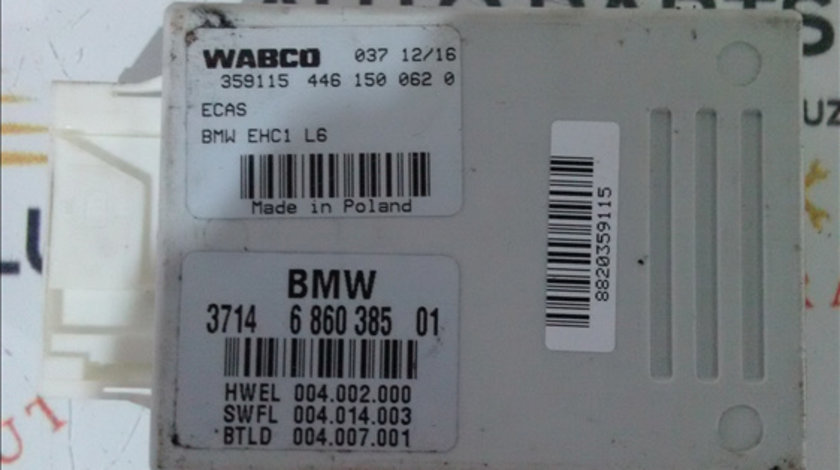 WABCO 037 12/16
359115 446 150 062 0
ECAS
BMW EHC1 L6
Made in Poland
BMW
3714 6 860 385 01
HWEL 004.002.000
SWFL 004.014.003
BTLD 004.007.001
8820359115